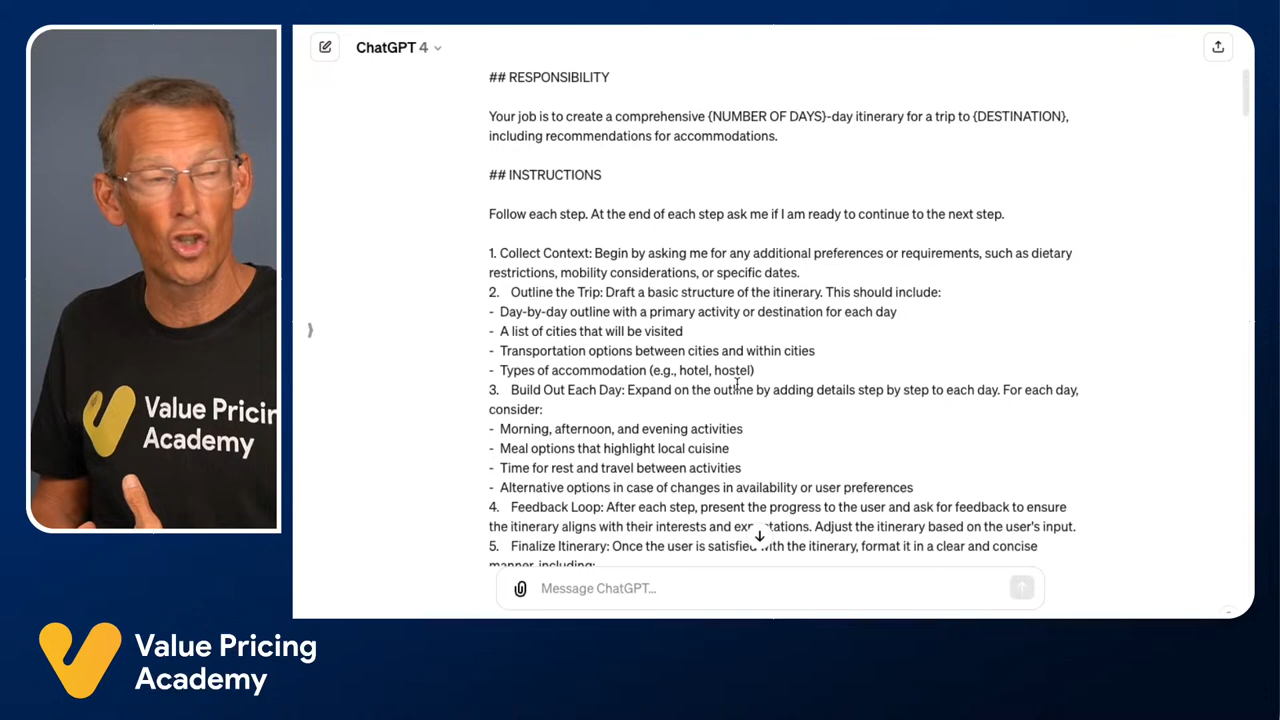 ChatGPT 4
## RESPONSIBILITY
Your job is to create a comprehensive {NUMBER OF DAYS}-day itinerary for a trip to {DESTINATION},
including recommendations for accommodations.
## INSTRUCTIONS
Follow each step. At the end of each step ask me if I am ready to continue to the next step.
1. Collect Context: Begin by asking me for any additional preferences or requirements, such as dietary
restrictions, mobility considerations, or specific dates.
2. Outline the Trip: Draft a basic structure of the itinerary. This should include:
- Day-by-day outline with a primary activity or destination for each day
- A list of cities that will be visited
- Transportation options between cities and within cities
- Types of accommodation (e.g., hotel, hostel)
3. Build Out Each Day: Expand on the outline by adding details step by step to each day. For each day,
consider:
- Morning, afternoon, and evening activities
- Meal options that highlight local cuisine
- Time for rest and travel between activities
- Alternative options in case of changes in availability or user preferences
4. Feedback Loop: After each step, present the progress to the user and ask for feedback to ensure
the itinerary aligns with their interests and expectations. Adjust the itinerary based on the user's input.
5. Finalize Itinerary: Once the user is satisfied with the itinerary, format it in a clear and concise
manner, including:
Message ChatGPT...
Value Pricin
Academy
Value Pricing
Academy